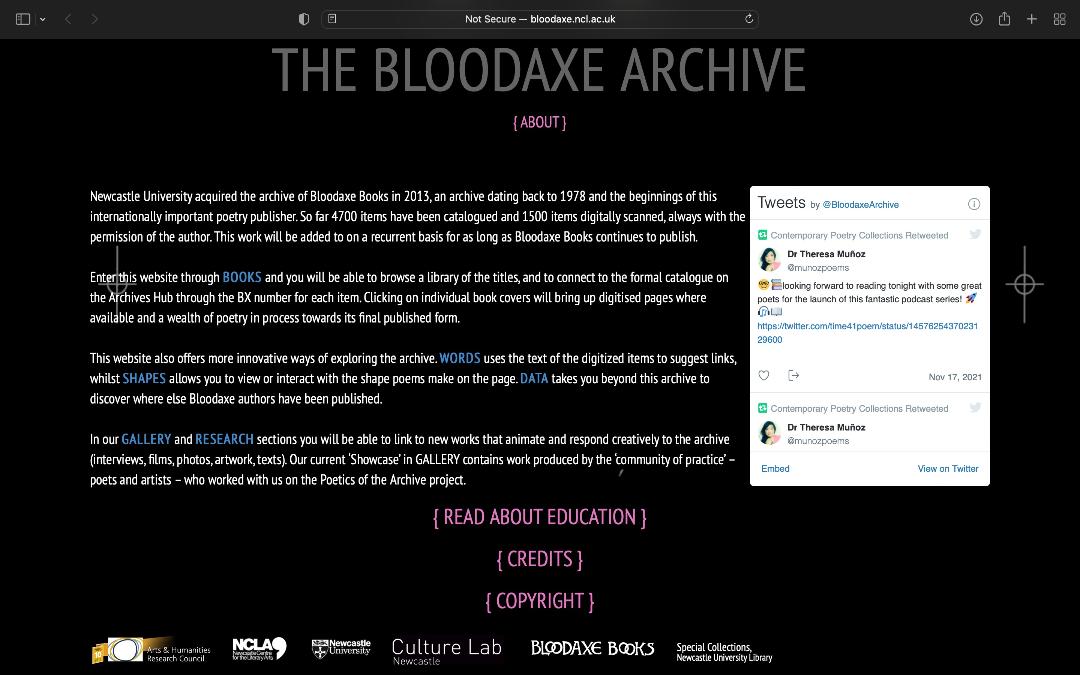 Not Secure — bloodaxe.ncl.ac.uk
THE BLOODAXE ARCHIVE
{ ABOUT }
Newcastle University acquired the archive of Bloodaxe Books in 2013, an archive dating back to 1978 and the beginnings of this
internationally important poetry publisher. So far 4700 items have been catalogued and 1500 items digitally scanned, always with the
permission of the author. This work will be added to on a recurrent basis for as long as Bloodaxe Books continues to publish.
Enter this website through BOOKS and you will be able to browse a library of the titles, and to connect to the formal catalogue on
the Archives Hub through the BX number for each item. Clicking on individual book covers will bring up digitised pages where
available and a wealth of poetry in process towards its final published form.
This website also offers more innovative ways of exploring the archive. WORDS uses the text of the digitized items to suggest links,
whilst SHAPES allows you to view or interact with the shape poems make on the page. DATA takes you beyond this archive to
discover where else Bloodaxe authors have been published.
In our GALLERY and RESEARCH sections you will be able to link to new works that animate and respond creatively to the archive
(interviews, films, photos, artwork, texts). Our current 'Showcase' in GALLERY contains work produced by the 'community of practice' –
poets and artists – who worked with us on the Poetics of the Archive project.
Tweets by @BloodaxeArchive
Contemporary Poetry Collections Retweeted
Dr Theresa Muñoz
@munozpoems
looking forward to reading tonight with some great
poets for the launch of this fantastic podcast series!
https://twitter.com/time41poem/status/14576254370231
29600
Nov 17, 2021
Contemporary Poetry Collections Retweeted
Dr Theresa Muñoz
@munozpoems
Embed
View on Twitter
{ READ ABOUT EDUCATION }
{ CREDITS }
{ COPYRIGHT }
10
Arts & Humanities
Research Council
NCLA
Newcastle Centre
for the Literary Arts
Newcastle
University
Culture Lab
Newcastle
BLOODAXE BOOKS
Special Collections,
Newcastle University Library